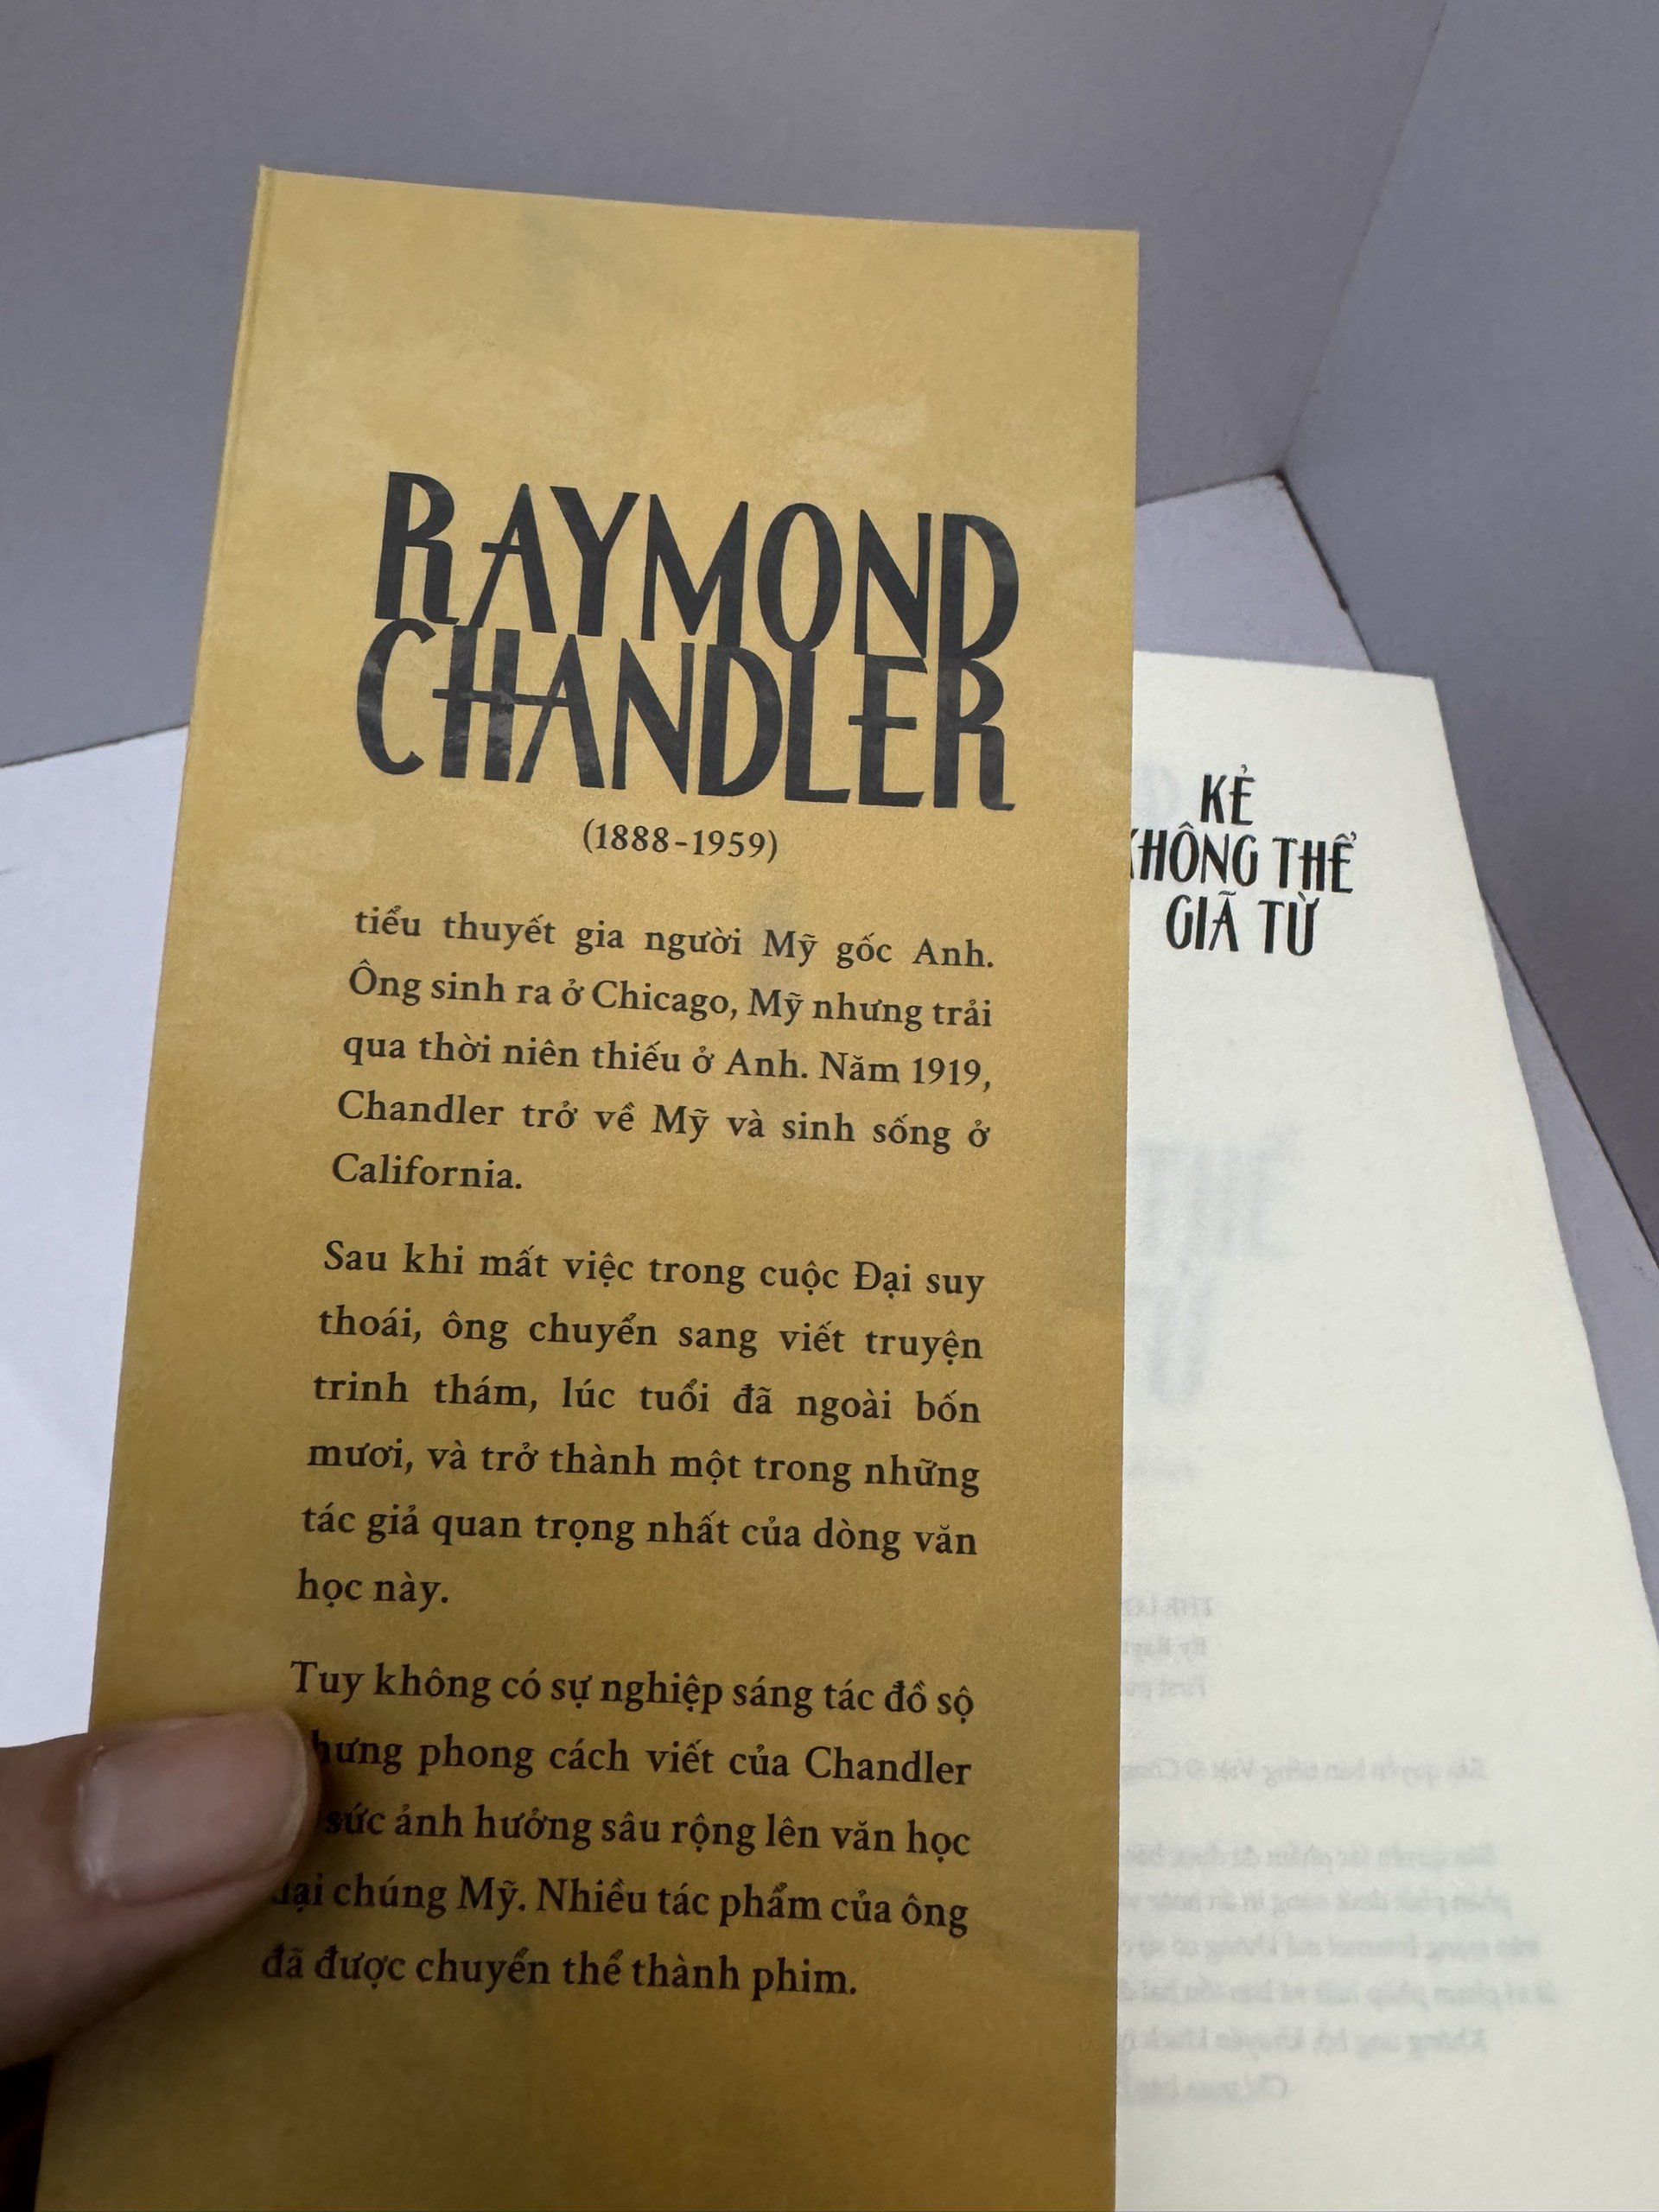 RAYMOND
CHANDLER
(1888-1959)
tiểu thuyết gia người Mỹ gốc Anh.
Ông sinh ra ở Chicago, Mỹ nhưng trải
qua thời niên thiếu ở Anh. Năm 1919,
Chandler trở về Mỹ và sinh sống ở
California.
Sau khi mất việc trong cuộc Đại suy
thoái, ông chuyển sang viết truyện
trinh thám, lúc tuổi đã ngoài bốn
mươi, và trở thành một trong những
tác giả quan trọng nhất của dòng văn
học này.
Tuy không có sự nghiệp sáng tác đồ sộ
nhưng phong cách viết của Chandler
sức ảnh hưởng sâu rộng lên văn học
đại chúng Mỹ. Nhiều tác phẩm của ông
đã được chuyển thể thành phim.
KẺ
KHÔNG THỂ
GIÃ TỪ